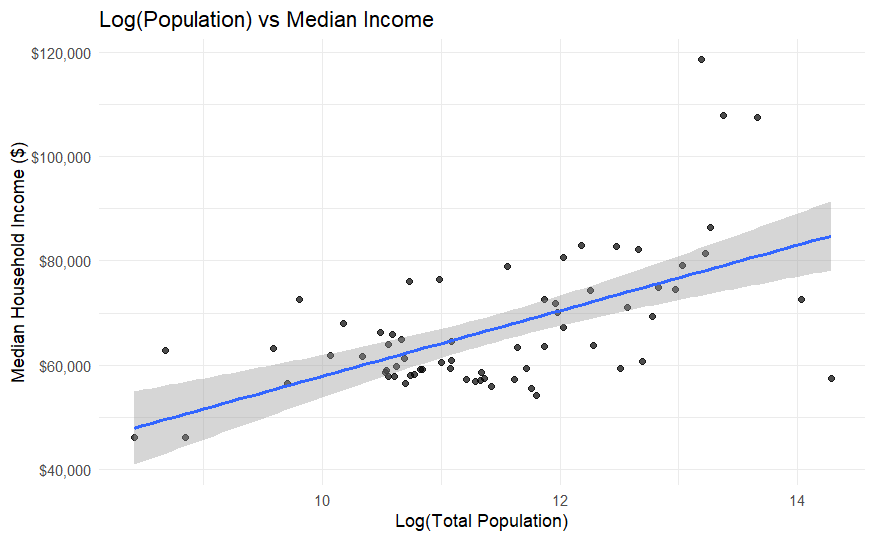 Log(Population) vs Median Income
$120,000
$100,000
$80,000
$60,000
$40,000
Median Household Income ($)
10 12 14
Log(Total Population)